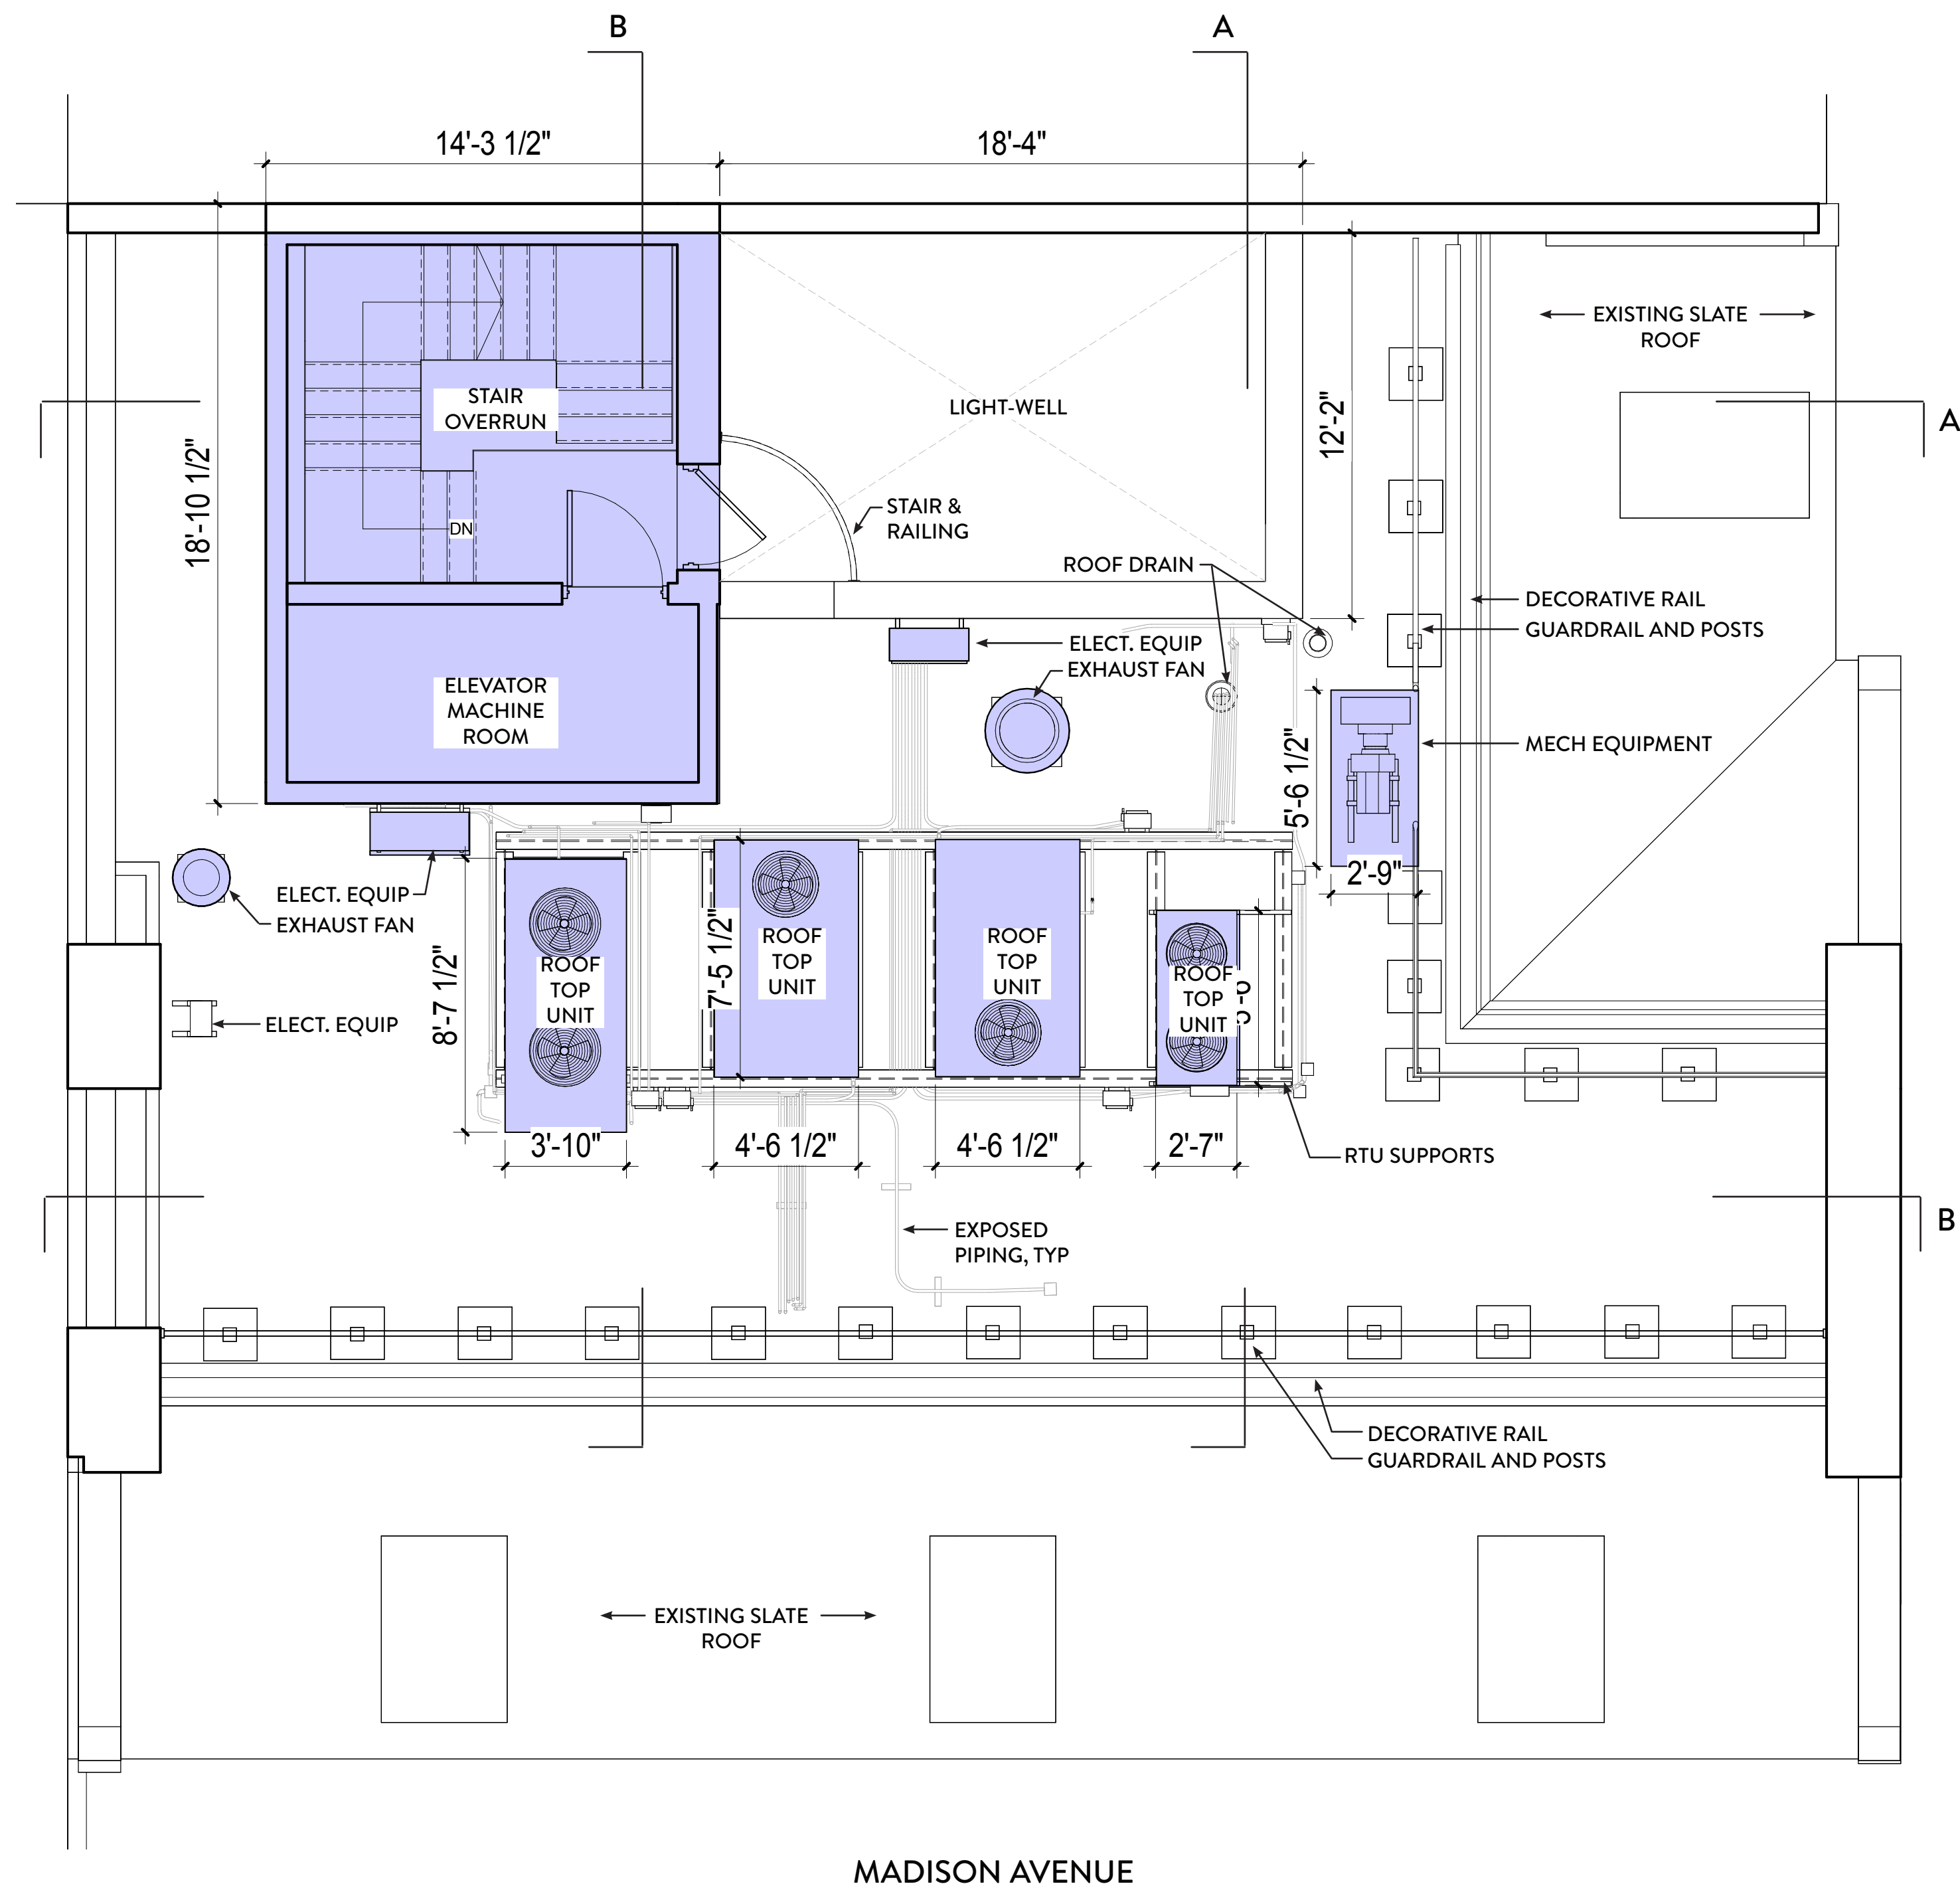 B
A
14'-3 1/2"
18'-4"
EXISTING SLATE
ROOF
STAIR
OVERRUN
LIGHT-WELL
12'-2"
A
18'-10 1/2"
STAIR &
RAILING
DN
ROOF DRAIN
DECORATIVE RAIL
GUARDRAIL AND POSTS
ELECT. EQUIP
EXHAUST FAN
ELEVATOR
MACHINE
ROOM
MECH EQUIPMENT
5'-6 1/2"
2'-9"
ELECT. EQUIP
EXHAUST FAN
ELECT. EQUIP
8'-7 1/2"
ROOF
TOP
UNIT
7'-5 1/2"
ROOF
TOP
UNIT
ROOF
TOP
UNIT
ROOF
TOP
UNIT
3'-10"
4'-6 1/2"
4'-6 1/2"
2'-7"
RTU SUPPORTS
B
EXPOSED
PIPING, TYP
DECORATIVE RAIL
GUARDRAIL AND POSTS
EXISTING SLATE
ROOF
MADISON AVENUE